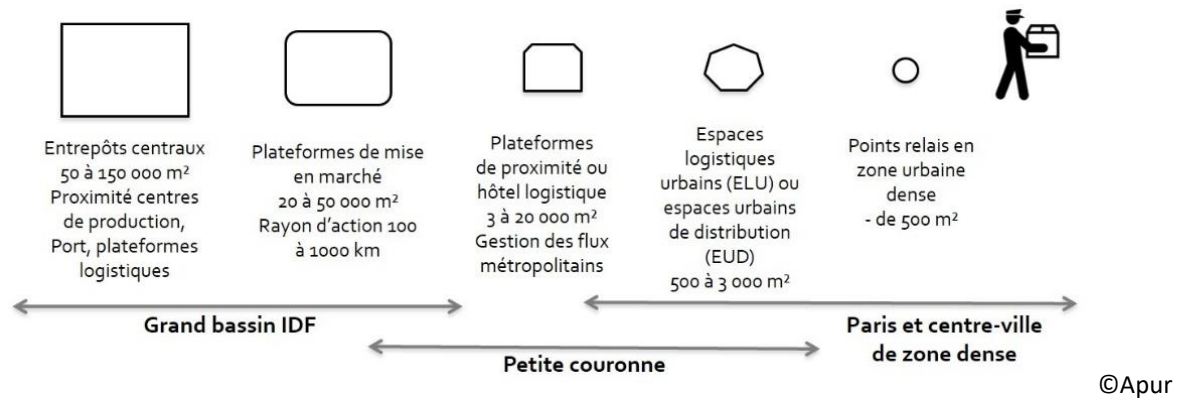 Entrepôts centraux
50 à 150 000 m²
Proximité centres
de production,
Port, plateformes
logistiques
Plateformes de mise
en marché
20 à 50 000 m²
Rayon d'action 100
à 1000 km
Plateformes
de proximité ou
hôtel logistique
3 à 20 000 m²
Gestion des flux
métropolitains
Espaces
logistiques
urbains (ELU) ou
espaces urbains
de distribution
(EUD)
500 à 3 000 m²
Points relais en
zone urbaine
dense
- de 500 m²
Grand bassin IDF
Petite couronne
Paris et centre-ville
de zone dense
©Apur